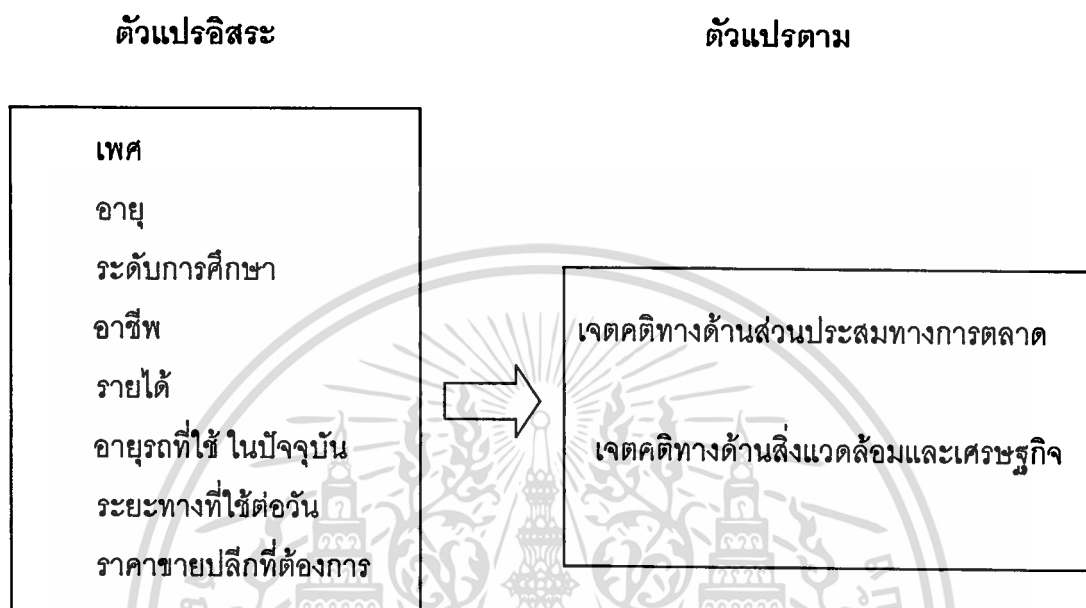 ตัวแปรอิสระ
ตัวแปรตาม
เพศ
อายุ
ระดับการศึกษา
อาชีพ
รายได้
อายุรถที่ใช้ ในปัจจุบัน
ระยะทางที่ใช้ต่อวัน
ราคาขายปลีกที่ต้องการ
เจตคติทางด้านส่วนประสมทางการตลาด
เจตคติทางด้านสิ่งแวดล้อมและเศรษฐกิจ